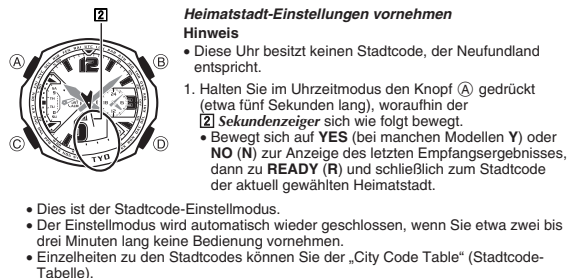 2
Heimatstadt-Einstellungen vornehmen
Hinweis
• Diese Uhr besitzt keinen Stadtcode, der Neufundland
entspricht.
1. Halten Sie im Uhrzeitmodus den Knopf Ⓐ gedrückt
(etwa fünf Sekunden lang), woraufhin der
2 Sekundenzeiger sich wie folgt bewegt.
• Bewegt sich auf YES (bei manchen Modellen Y) oder
NO (N) zur Anzeige des letzten Empfangsergebnisses,
dann zu READY (R) und schließlich zum Stadtcode
der aktuell gewählten Heimatstadt.
A
B
C
D
12
TYO
• Dies ist der Stadtcode-Einstellmodus.
• Der Einstellmodus wird automatisch wieder geschlossen, wenn Sie etwa zwei bis
drei Minuten lang keine Bedienung vornehmen.
• Einzelheiten zu den Stadtcodes können Sie der „City Code Table“ (Stadtcode-
Tabelle).